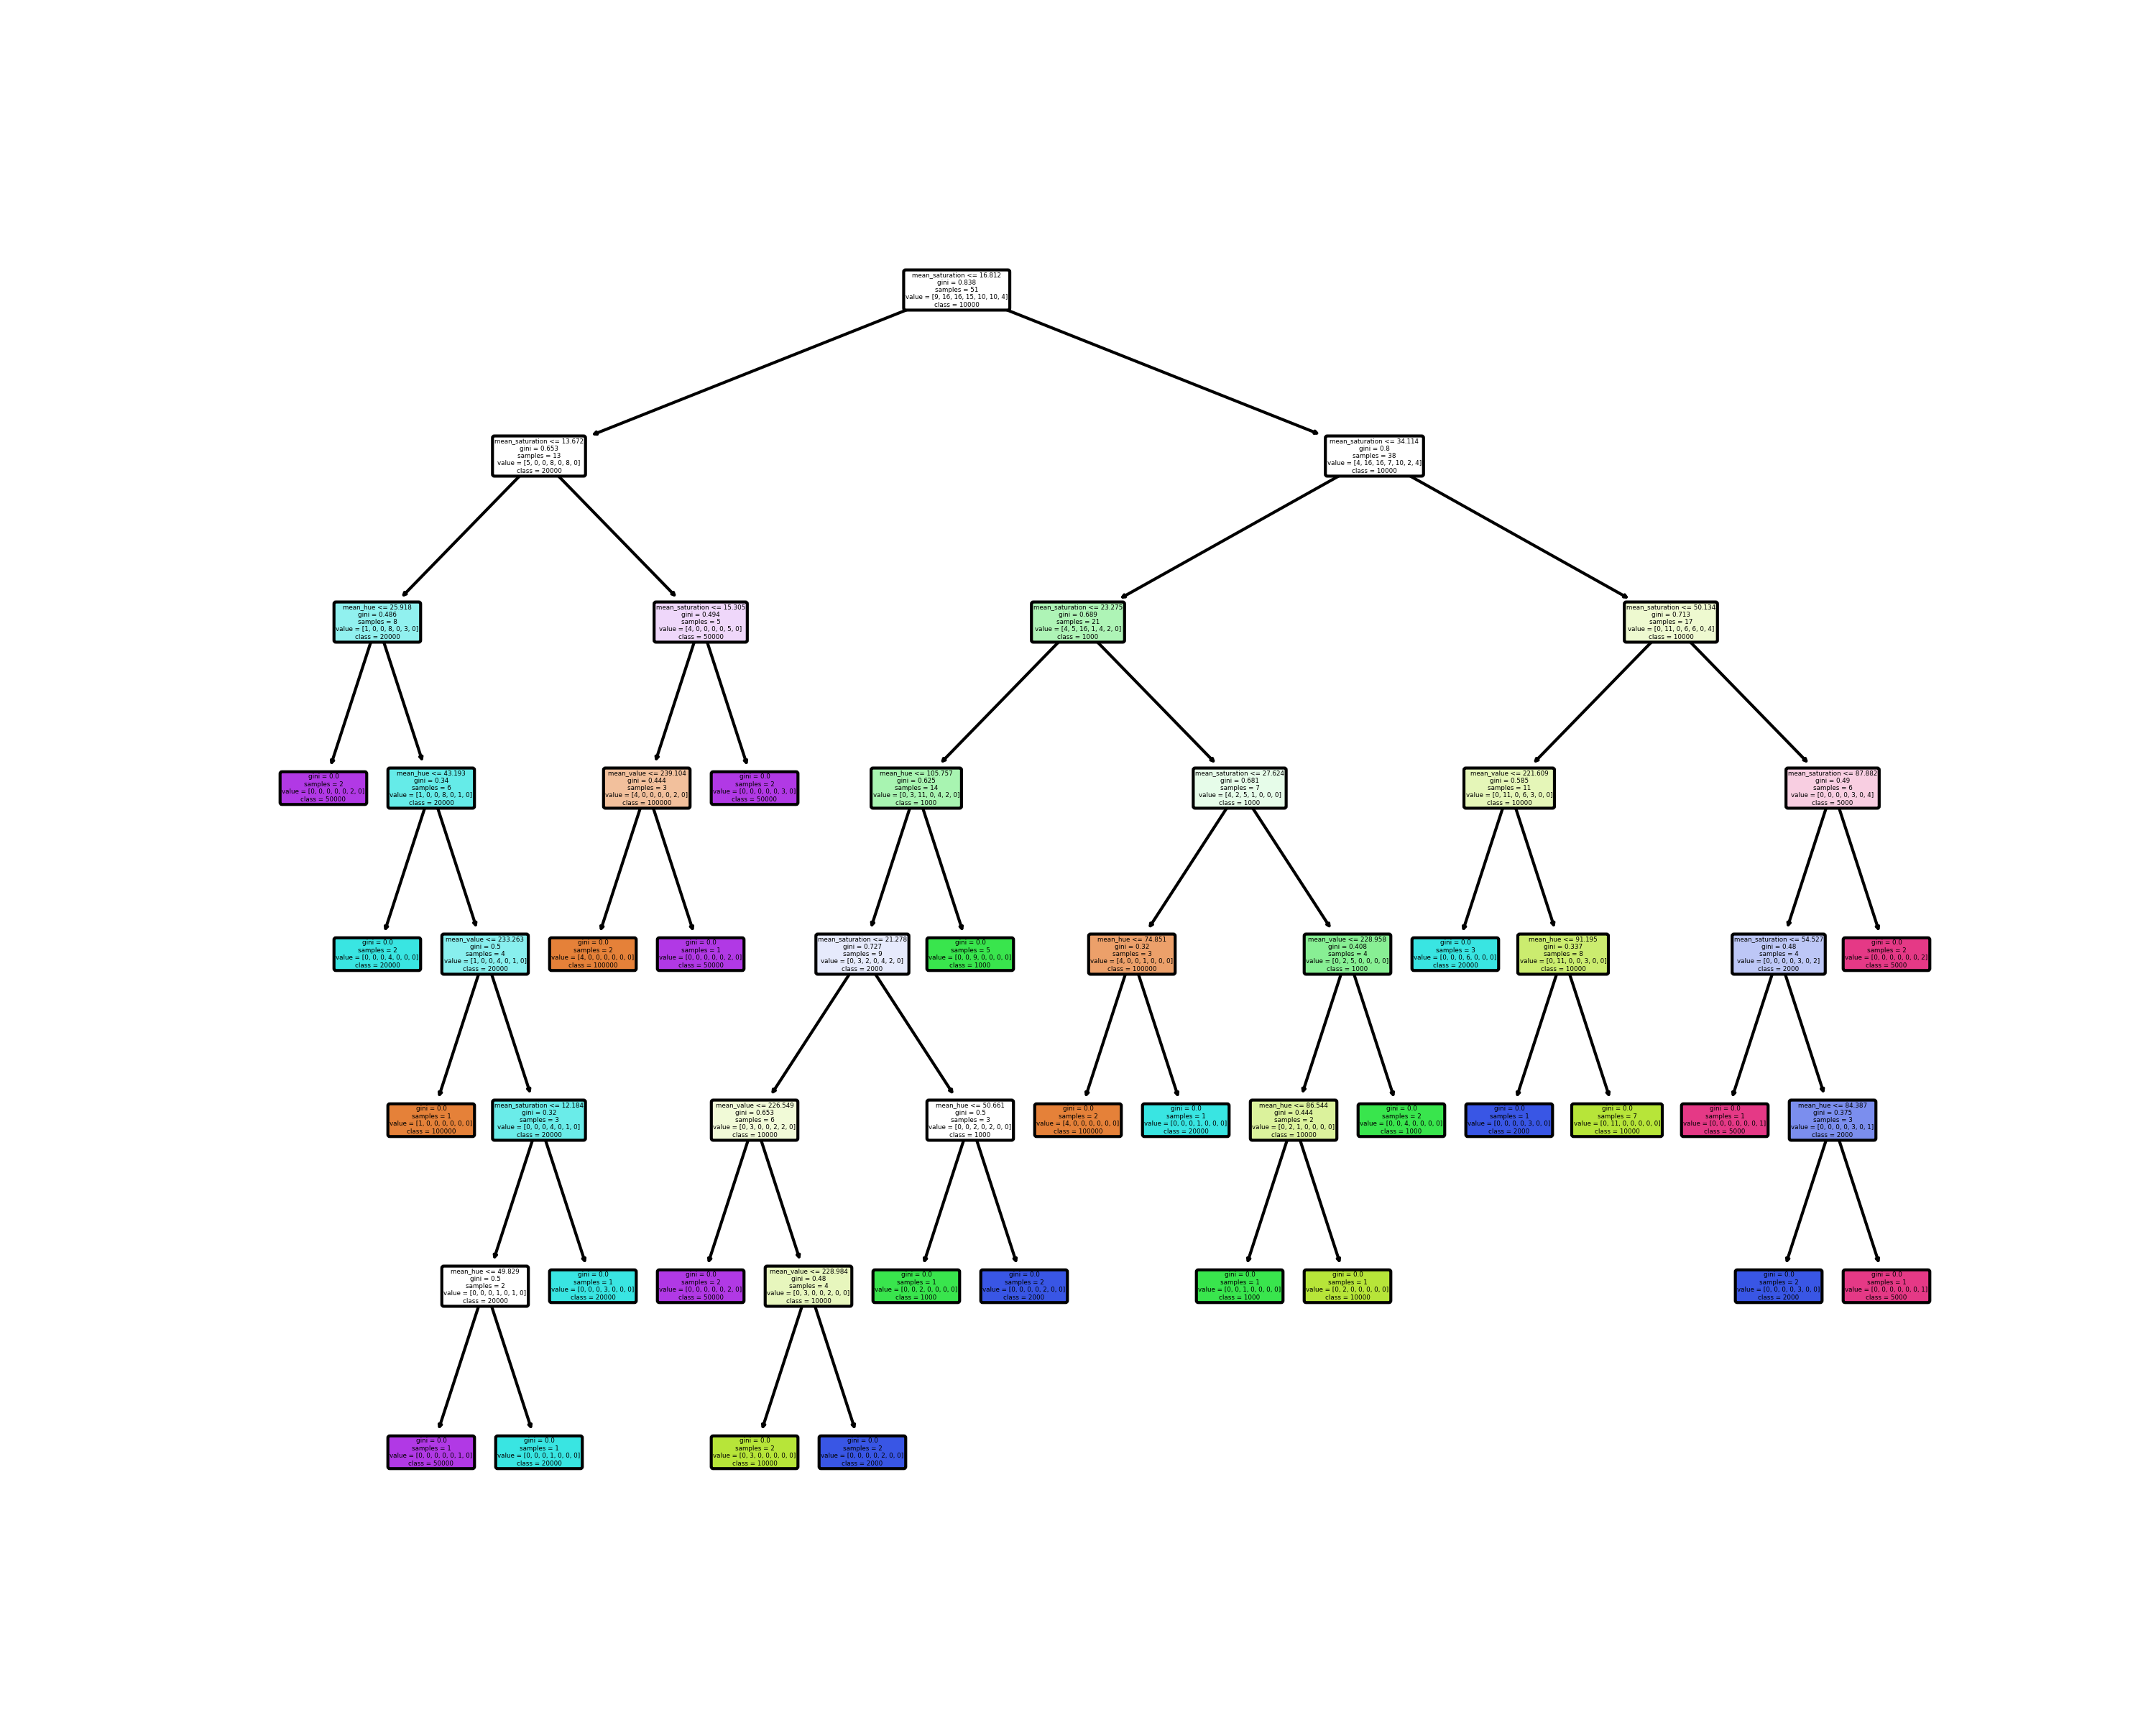 mean_saturation <= 16.812
gini = 0.838
samples = 51
value = [9, 16, 16, 15, 10, 10, 4]
class = 10000
mean_saturation <= 13.672
gini = 0.653
samples = 13
value = [5, 0, 0, 8, 0, 8, 0]
class = 20000
mean_saturation <= 34.114
gini = 0.8
samples = 38
value = [4, 16, 16, 7, 10, 2, 4]
class = 10000
mean_hue <= 25.918
gini = 0.486
samples = 8
value = [1, 0, 0, 8, 0, 3, 0]
class = 20000
mean_saturation <= 15.305
gini = 0.494
samples = 5
value = [4, 0, 0, 0, 0, 5, 0]
class = 50000
mean_saturation <= 23.275
gini = 0.689
samples = 21
value = [4, 5, 16, 1, 4, 2, 0]
class = 1000
mean_saturation <= 50.134
gini = 0.713
samples = 17
value = [0, 11, 0, 6, 6, 0, 4]
class = 10000
gini = 0.0
samples = 2
value = [0, 0, 0, 0, 0, 2, 0]
class = 50000
mean_hue <= 43.193
gini = 0.34
samples = 6
value = [1, 0, 0, 8, 0, 1, 0]
class = 20000
mean_value <= 239.104
gini = 0.444
samples = 3
value = [4, 0, 0, 0, 0, 2, 0]
class = 100000
gini = 0.0
samples = 2
value = [0, 0, 0, 0, 0, 3, 0]
class = 50000
mean_hue <= 105.757
gini = 0.625
samples = 14
value = [0, 3, 11, 0, 4, 2, 0]
class = 1000
mean_saturation <= 27.624
gini = 0.681
samples = 7
value = [4, 2, 5, 1, 0, 0, 0]
class = 1000
mean_value <= 221.609
gini = 0.585
samples = 11
value = [0, 11, 0, 6, 3, 0, 0]
class = 10000
mean_saturation <= 87.882
gini = 0.49
samples = 6
value = [0, 0, 0, 0, 3, 0, 4]
class = 5000
gini = 0.0
samples = 2
value = [0, 0, 0, 4, 0, 0, 0]
class = 20000
mean_value <= 233.263
gini = 0.5
samples = 4
value = [1, 0, 0, 4, 0, 1, 0]
class = 20000
gini = 0.0
samples = 2
value = [4, 0, 0, 0, 0, 0, 0]
class = 100000
gini = 0.0
samples = 1
value = [0, 0, 0, 0, 0, 2, 0]
class = 50000
mean_saturation <= 21.278
gini = 0.727
samples = 9
value = [0, 3, 2, 0, 4, 2, 0]
class = 2000
gini = 0.0
samples = 5
value = [0, 0, 9, 0, 0, 0, 0]
class = 1000
mean_hue <= 74.851
gini = 0.32
samples = 3
value = [4, 0, 0, 1, 0, 0, 0]
class = 100000
mean_value <= 228.958
gini = 0.408
samples = 4
value = [0, 2, 5, 0, 0, 0, 0]
class = 1000
gini = 0.0
samples = 3
value = [0, 0, 0, 6, 0, 0, 0]
class = 20000
mean_hue <= 91.195
gini = 0.337
samples = 8
value = [0, 11, 0, 0, 3, 0, 0]
class = 10000
mean_saturation <= 54.527
gini = 0.48
samples = 4
value = [0, 0, 0, 0, 3, 0, 2]
class = 2000
gini = 0.0
samples = 2
value = [0, 0, 0, 0, 0, 0, 2]
class = 5000
gini = 0.0
samples = 1
value = [1, 0, 0, 0, 0, 0, 0]
class = 100000
mean_saturation <= 12.184
gini = 0.32
samples = 3
value = [0, 0, 0, 4, 0, 1, 0]
class = 20000
mean_value <= 226.549
gini = 0.653
samples = 6
value = [0, 3, 0, 0, 2, 2, 0]
class = 10000
mean_hue <= 50.661
gini = 0.5
samples = 3
value = [0, 0, 2, 0, 2, 0, 0]
class = 1000
gini = 0.0
samples = 2
value = [4, 0, 0, 0, 0, 0, 0]
class = 100000
gini = 0.0
samples = 1
value = [0, 0, 0, 1, 0, 0, 0]
class = 20000
mean_hue <= 86.544
gini = 0.444
samples = 2
value = [0, 2, 1, 0, 0, 0, 0]
class = 10000
gini = 0.0
samples = 2
value = [0, 0, 4, 0, 0, 0, 0]
class = 1000
gini = 0.0
samples = 1
value = [0, 0, 0, 0, 3, 0, 0]
class = 2000
gini = 0.0
samples = 7
value = [0, 11, 0, 0, 0, 0, 0]
class = 10000
gini = 0.0
samples = 1
value = [0, 0, 0, 0, 0, 0, 1]
class = 5000
mean_hue <= 84.387
gini = 0.375
samples = 3
value = [0, 0, 0, 0, 3, 0, 1]
class = 2000
mean_hue <= 49.829
gini = 0.5
samples = 2
value = [0, 0, 0, 1, 0, 1, 0]
class = 20000
gini = 0.0
samples = 1
value = [0, 0, 0, 3, 0, 0, 0]
class = 20000
gini = 0.0
samples = 2
value = [0, 0, 0, 0, 0, 2, 0]
class = 50000
mean_value <= 228.984
gini = 0.48
samples = 4
value = [0, 3, 0, 0, 2, 0, 0]
class = 10000
gini = 0.0
samples = 1
value = [0, 0, 2, 0, 0, 0, 0]
class = 1000
gini = 0.0
samples = 2
value = [0, 0, 0, 0, 2, 0, 0]
class = 2000
gini = 0.0
samples = 1
value = [0, 0, 1, 0, 0, 0, 0]
class = 1000
gini = 0.0
samples = 1
value = [0, 2, 0, 0, 0, 0, 0]
class = 10000
gini = 0.0
samples = 2
value = [0, 0, 0, 0, 3, 0, 0]
class = 2000
gini = 0.0
samples = 1
value = [0, 0, 0, 0, 0, 0, 1]
class = 5000
gini = 0.0
samples = 1
value = [0, 0, 0, 0, 0, 1, 0]
class = 50000
gini = 0.0
samples = 1
value = [0, 0, 0, 1, 0, 0, 0]
class = 20000
gini = 0.0
samples = 2
value = [0, 3, 0, 0, 0, 0, 0]
class = 10000
gini = 0.0
samples = 2
value = [0, 0, 0, 0, 2, 0, 0]
class = 2000